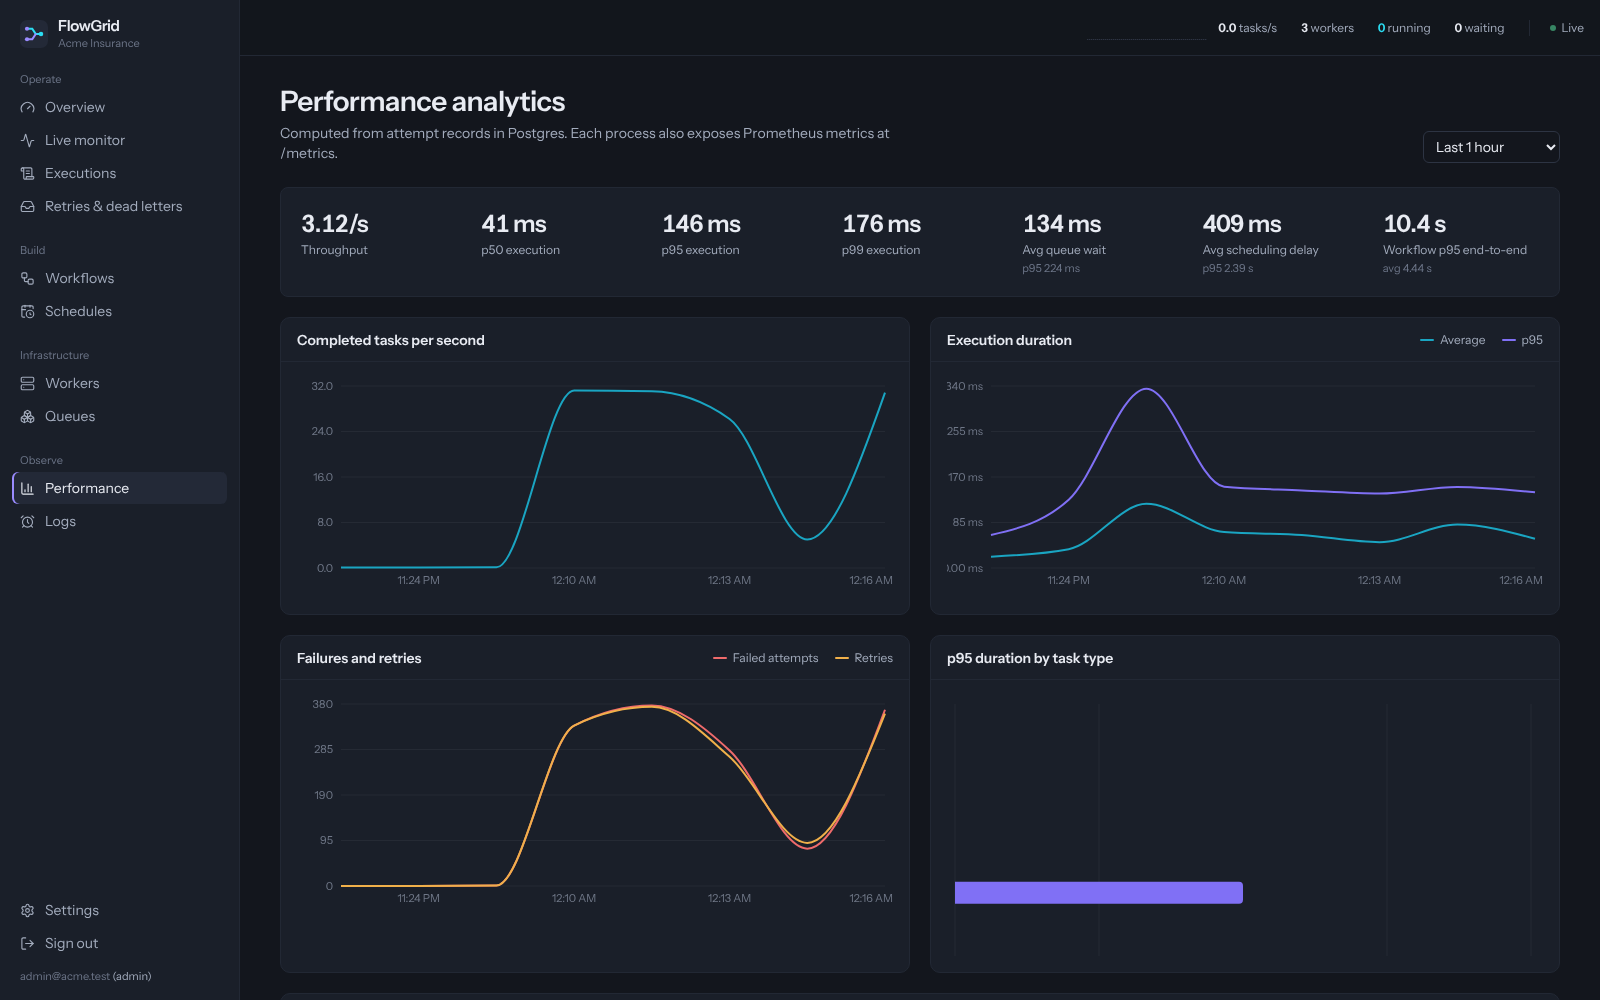 FlowGrid
Acme Insurance
Operate
Overview
Live monitor
Executions
Retries & dead letters
Build
Workflows
Schedules
Infrastructure
Workers
Queues
Observe
Performance
Logs
Settings
Sign out
admin@acme.test (admin)
0.0 tasks/s 3 workers 0 running 0 waiting Live
Performance analytics
Computed from attempt records in Postgres. Each process also exposes Prometheus metrics at
/metrics.
Last 1 hour
3.12/s
Throughput
41 ms
p50 execution
146 ms
p95 execution
176 ms
p99 execution
134 ms
Avg queue wait
p95 224 ms
409 ms
Avg scheduling delay
p95 2.39 s
10.4 s
Workflow p95 end-to-end
avg 4.44 s
Completed tasks per second
32.0
24.0
16.0
8.0
0.0
11:24 PM 12:10 AM 12:13 AM 12:16 AM
Execution duration
Average p95
340 ms
255 ms
170 ms
85 ms
0.00 ms
11:24 PM 12:10 AM 12:13 AM 12:16 AM
Failures and retries
Failed attempts Retries
380
285
190
95
0
11:24 PM 12:10 AM 12:13 AM 12:16 AM
p95 duration by task type